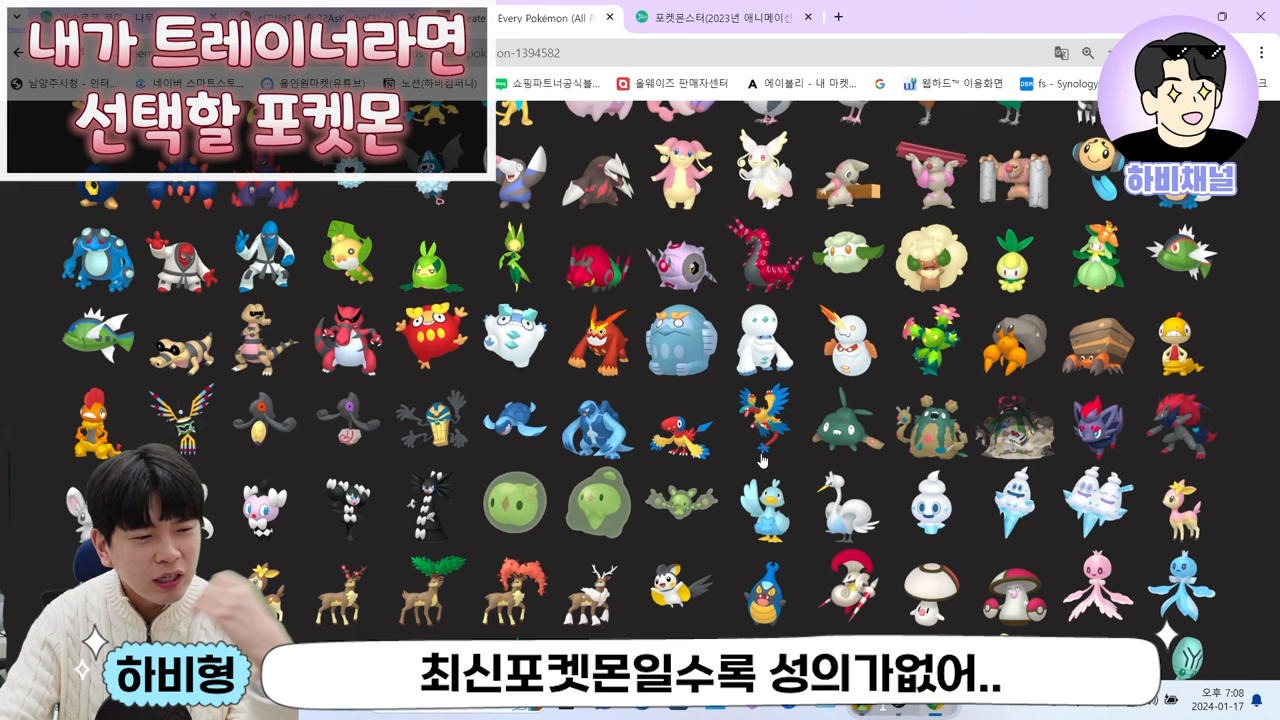 Every Pokémon (All P
포켓몬스터(2023년 애니메이션
내가 트레이너라면
선택할 포켓몬
on-1394582
남양주시청 - 인터...
네이버 스마트스토...
올인원마켓(유튜브)
노션(하비컴퍼니)
쇼핑파트너공식블...
올웨이즈 판매자센터
에이블리 - 내 마켓...
웹하드™ 이용화면
fs - Synology
하비채널
하비형
최신포켓몬일수록 성의가없어..
오후 7:08
2024-01-17